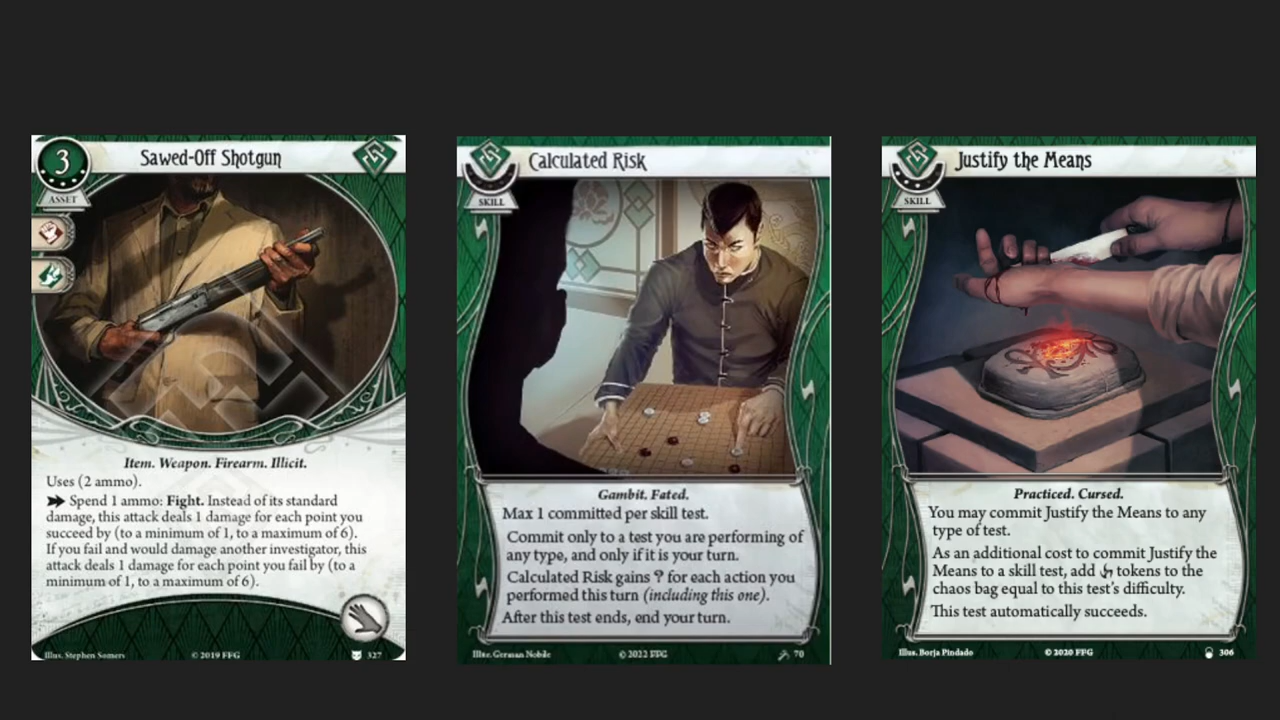 3
Sawed-Off Shotgun
ASSET
Item. Weapon. Firearm. Illicit.
Uses (2 ammo).
Spend 1 ammo: Fight. Instead of its standard
damage, this attack deals 1 damage for each point you
succeed by (to a minimum of 1, to a maximum of 6).
If you fail and would damage another investigator, this
attack deals 1 damage for each point you fail by (to a
minimum of 1, to a maximum of 6).
Illus. Stephen Somers
© 2019 FFG
327
Calculated Risk
SKILL
Gambit. Fated.
Max 1 committed per skill test.
Commit only to a test you are performing of
any type, and only if it is your turn.
Calculated Risk gains ? for each action you
performed this turn (including this one).
After this test ends, end your turn.
Illus. German Nobile
© 2022 FFG
70
Justify the Means
SKILL
Practiced. Cursed.
You may commit Justify the Means to any
type of test.
As an additional cost to commit Justify the
Means to a skill test, add tokens to the
chaos bag equal to this test's difficulty.
This test automatically succeeds.
Illus. Borja Pindado
© 2020 FFG
306